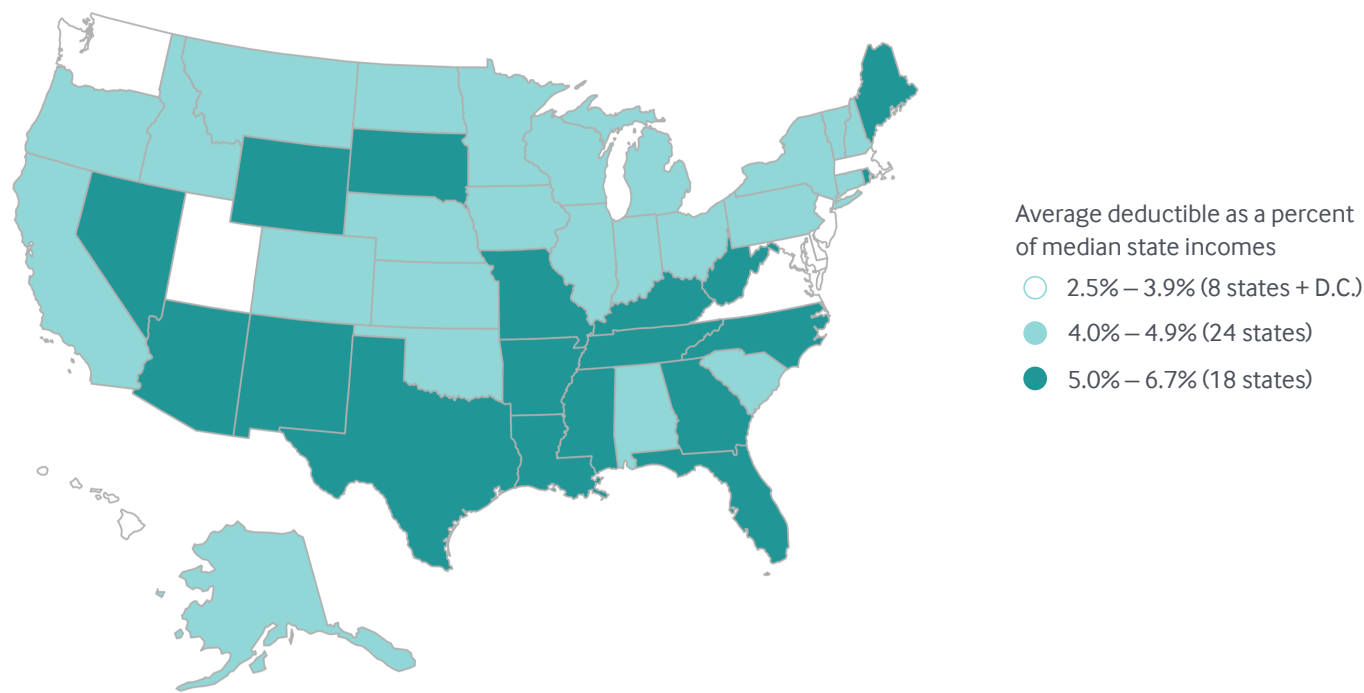 Average deductible as a percent
of median state incomes
2.5% – 3.9% (8 states + D.C.)
4.0% – 4.9% (24 states)
5.0% – 6.7% (18 states)